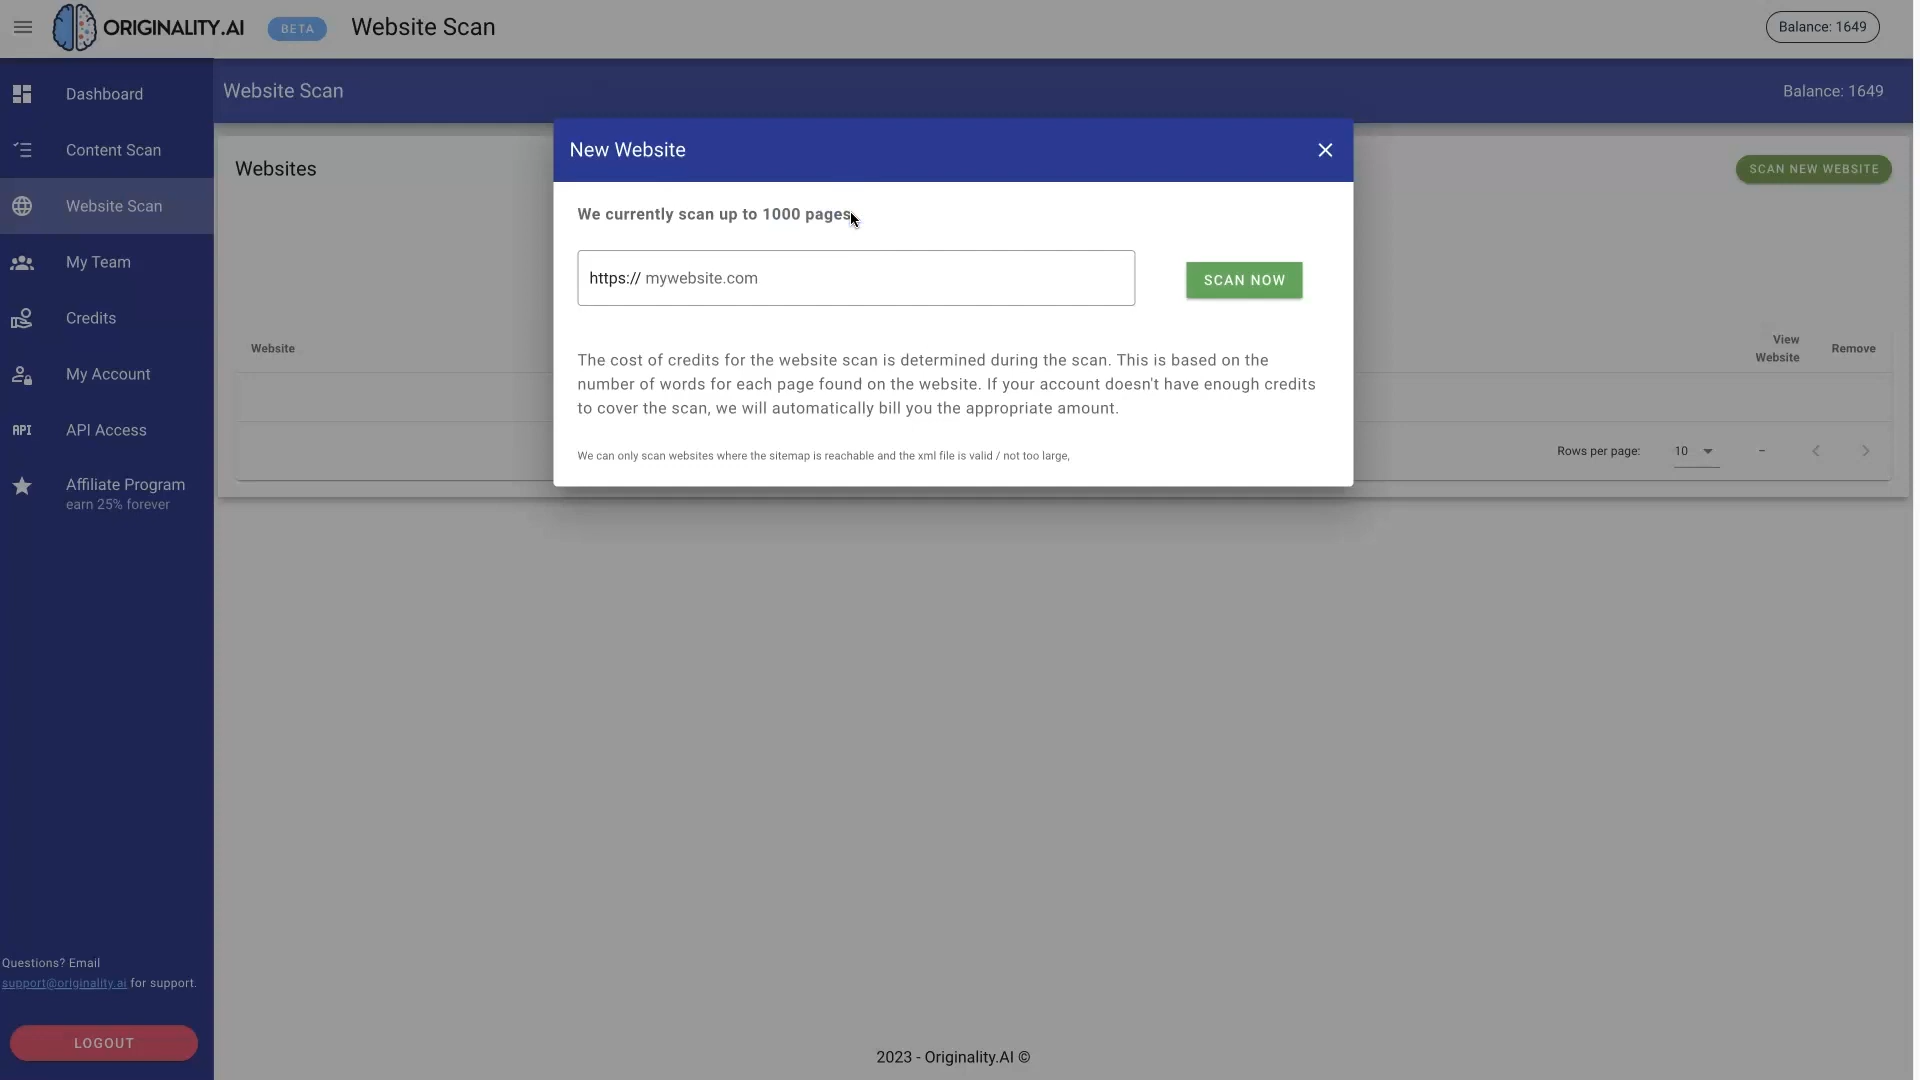 ORIGINALITY.AI
BETA
Website Scan
Balance: 1649
Dashboard
Content Scan
Website Scan
My Team
Credits
My Account
API
API Access
Affiliate Program
earn 25% forever
Questions? Email
support@originality.ai for support.
LOGOUT
Website Scan
Balance: 1649
Websites
SCAN NEW WEBSITE
Website
View
Website
Remove
Rows per page:
10
–
New Website
We currently scan up to 1000 pages
https:// mywebsite.com
SCAN NOW
The cost of credits for the website scan is determined during the scan. This is based on the
number of words for each page found on the website. If your account doesn't have enough credits
to cover the scan, we will automatically bill you the appropriate amount.
We can only scan websites where the sitemap is reachable and the xml file is valid / not too large,
2023 - Originality.AI ©